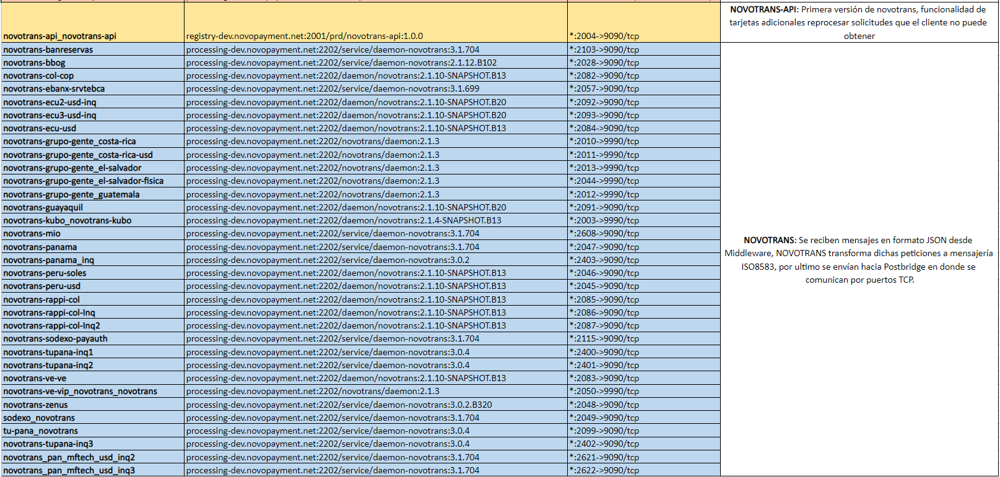 NOVOTRANS-API: Primera versión de novotrans, funcionalidad de
tarjetas adicionales reprocesar solicitudes que el cliente no puede
obtener
novotrans-api_novotrans-api registry-dev.novopayment.net:2001/prd/novotrans-api:1.0.0 *:2004->9090/tcp
novotrans-banreservas processing-dev.novopayment.net:2202/service/daemon-novotrans:3.1.704 *:2103->9090/tcp
novotrans-bbog processing-dev.novopayment.net:2202/service/daemon-novotrans:2.1.12.B102 *:2028->9090/tcp
novotrans-col-cop processing-dev.novopayment.net:2202/daemon/novotrans:2.1.10-SNAPSHOT.B13 *:2082->9090/tcp
novotrans-ebanx-srvtebca processing-dev.novopayment.net:2202/service/daemon-novotrans:3.1.699 *:2057->9090/tcp
novotrans-ecu2-usd-inq processing-dev.novopayment.net:2202/daemon/novotrans:2.1.10-SNAPSHOT.B20 *:2092->9090/tcp
novotrans-ecu3-usd-inq processing-dev.novopayment.net:2202/daemon/novotrans:2.1.10-SNAPSHOT.B20 *:2093->9090/tcp
novotrans-ecu-usd processing-dev.novopayment.net:2202/daemon/novotrans:2.1.10-SNAPSHOT.B13 *:2084->9090/tcp
novotrans-grupo-gente_costa-rica processing-dev.novopayment.net:2202/novotrans/daemon:2.1.3 *:2010->9990/tcp
novotrans-grupo-gente_costa-rica-usd processing-dev.novopayment.net:2202/novotrans/daemon:2.1.3 *:2011->9990/tcp
novotrans-grupo-gente_el-salvador processing-dev.novopayment.net:2202/novotrans/daemon:2.1.3 *:2013->9990/tcp
novotrans-grupo-gente_el-salvador-fisica processing-dev.novopayment.net:2202/novotrans/daemon:2.1.3 *:2044->9990/tcp
novotrans-grupo-gente_guatemala processing-dev.novopayment.net:2202/novotrans/daemon:2.1.3 *:2012->9990/tcp
novotrans-guayaquil processing-dev.novopayment.net:2202/daemon/novotrans:2.1.10-SNAPSHOT.B20 *:2091->9090/tcp
novotrans-kubo_novotrans-kubo processing-dev.novopayment.net:2202/daemon/novotrans:2.1.4-SNAPSHOT.B13 *:2003->9990/tcp
novotrans-mio processing-dev.novopayment.net:2202/service/daemon-novotrans:3.1.704 *:2608->9090/tcp
novotrans-panama processing-dev.novopayment.net:2202/service/daemon-novotrans:3.1.704 *:2047->9090/tcp
novotrans-panama_inq processing-dev.novopayment.net:2202/service/daemon-novotrans:3.0.2 *:2403->9090/tcp
novotrans-peru-soles processing-dev.novopayment.net:2202/daemon/novotrans:2.1.10-SNAPSHOT.B13 *:2046->9090/tcp
novotrans-peru-usd processing-dev.novopayment.net:2202/daemon/novotrans:2.1.10-SNAPSHOT.B13 *:2045->9090/tcp
novotrans-rappi-col processing-dev.novopayment.net:2202/daemon/novotrans:2.1.10-SNAPSHOT.B13 *:2085->9090/tcp
novotrans-rappi-col-Inq processing-dev.novopayment.net:2202/daemon/novotrans:2.1.10-SNAPSHOT.B13 *:2086->9090/tcp
novotrans-rappi-col-Inq2 processing-dev.novopayment.net:2202/daemon/novotrans:2.1.10-SNAPSHOT.B13 *:2087->9090/tcp
novotrans-sodexo-payauth processing-dev.novopayment.net:2202/service/daemon-novotrans:3.1.704 *:2115->9090/tcp
novotrans-tupana-inq1 processing-dev.novopayment.net:2202/service/daemon-novotrans:3.0.4 *:2400->9090/tcp
novotrans-tupana-inq2 processing-dev.novopayment.net:2202/service/daemon-novotrans:3.0.4 *:2401->9090/tcp
novotrans-ve-ve processing-dev.novopayment.net:2202/daemon/novotrans:2.1.10-SNAPSHOT.B13 *:2083->9090/tcp
novotrans-ve-vip_novotrans_novotrans processing-dev.novopayment.net:2202/novotrans/daemon:2.1.3 *:2050->9990/tcp
novotrans-zenus processing-dev.novopayment.net:2202/service/daemon-novotrans:3.0.2.B320 *:2048->9090/tcp
sodexo_novotrans processing-dev.novopayment.net:2202/service/daemon-novotrans:3.1.704 *:2049->9090/tcp
tu-pana_novotrans processing-dev.novopayment.net:2202/service/daemon-novotrans:3.0.4 *:2099->9090/tcp
novotrans-tupana-inq3 processing-dev.novopayment.net:2202/service/daemon-novotrans:3.0.4 *:2402->9090/tcp
novotrans_pan_mftech_usd_inq2 processing-dev.novopayment.net:2202/service/daemon-novotrans:3.1.704 *:2621->9090/tcp
novotrans_pan_mftech_usd_inq3 processing-dev.novopayment.net:2202/service/daemon-novotrans:3.1.704 *:2622->9090/tcp
NOVOTRANS: Se reciben mensajes en formato JSON desde
Middleware, NOVOTRANS transforma dichas peticiones a mensajería
ISO8583, por ultimo se envían hacia Postbridge en donde se
comunican por puertos TCP.